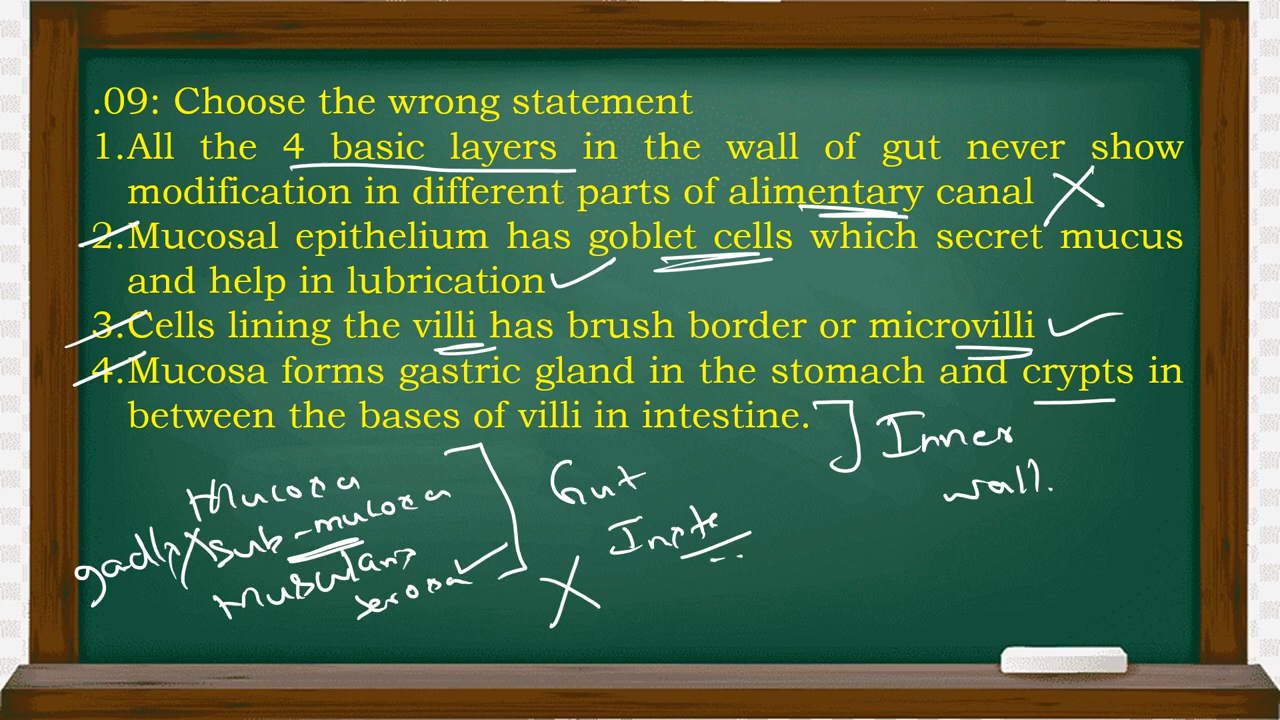 .09: Choose the wrong statement
1.All the 4 basic layers in the wall of gut never show
modification in different parts of alimentary canal
2.Mucosal epithelium has goblet cells which secret mucus
and help in lubrication
3.Cells lining the villi has brush border or microvilli
4.Mucosa forms gastric gland in the stomach and crypts in
between the bases of villi in intestine.
Inner
wall.
Mucosa
sub-mucosa
serosa
Gut